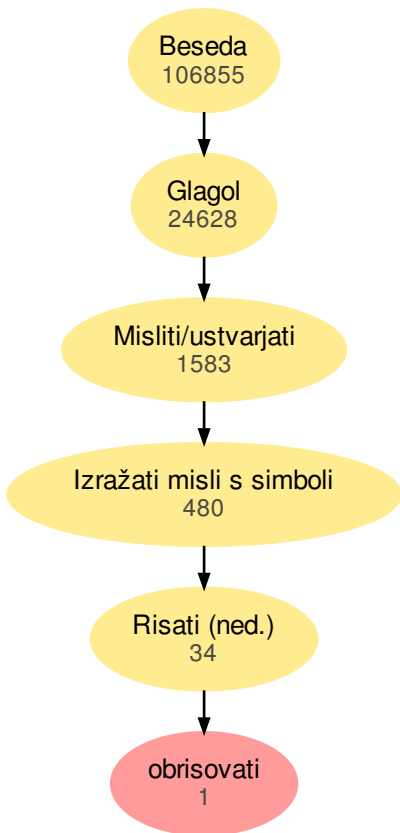 Beseda
106855
Glagol
24628
Misliti/ustvarjati
1583
Izražati misli s simboli
480
Risati (ned.)
34
obrisovati
1